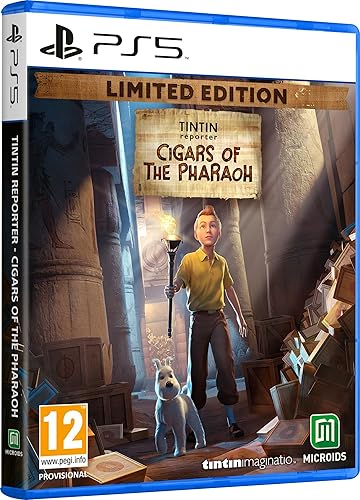 PS5
PS5
LIMITED EDITION
TINTIN
reporter
CIGARS OF
THE PHARAOH
TINTIN REPORTER - CIGARS OF THE PHARAOH
12
www.pegi.info
PROVISIONAL
tintinimaginatio
MICROIDS